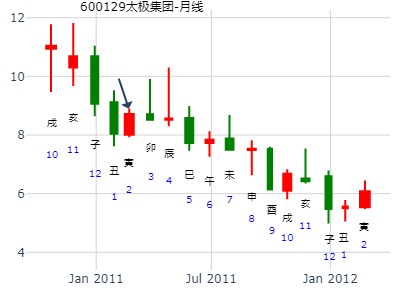 600129太极集团-月线
12
10
8
6
4
戌
10
亥
11
子
12
丑
1
寅
2
卯
3
辰
4
巳
5
午
6
未
7
申
8
酉
9
戌
10
亥
11
子
12
丑
1
寅
2
Jan 2011
Jul 2011
Jan 2012